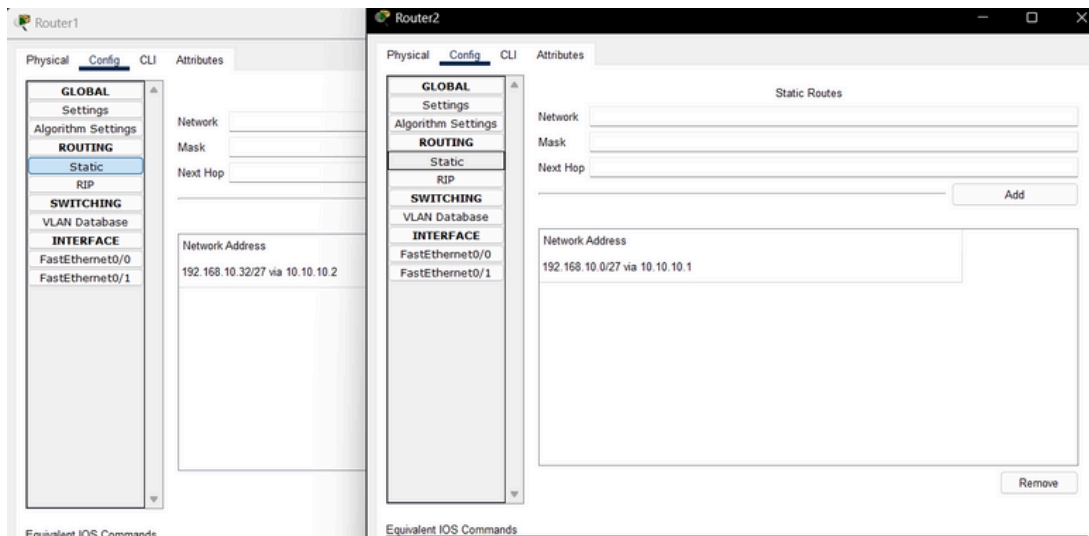 Router1
Physical Config CLI Attributes
GLOBAL
Settings
Algorithm Settings
ROUTING
Static
RIP
SWITCHING
VLAN Database
INTERFACE
FastEthernet0/0
FastEthernet0/1
Network
Mask
Next Hop
Network Address
192.168.10.32/27 via 10.10.10.2
Equivalent IOS Commands
Router2
Physical Config CLI Attributes
GLOBAL
Settings
Algorithm Settings
ROUTING
Static
RIP
SWITCHING
VLAN Database
INTERFACE
FastEthernet0/0
FastEthernet0/1
Static Routes
Network
Mask
Next Hop
Add
Network Address
192.168.10.0/27 via 10.10.10.1
Remove
Equivalent IOS Commands